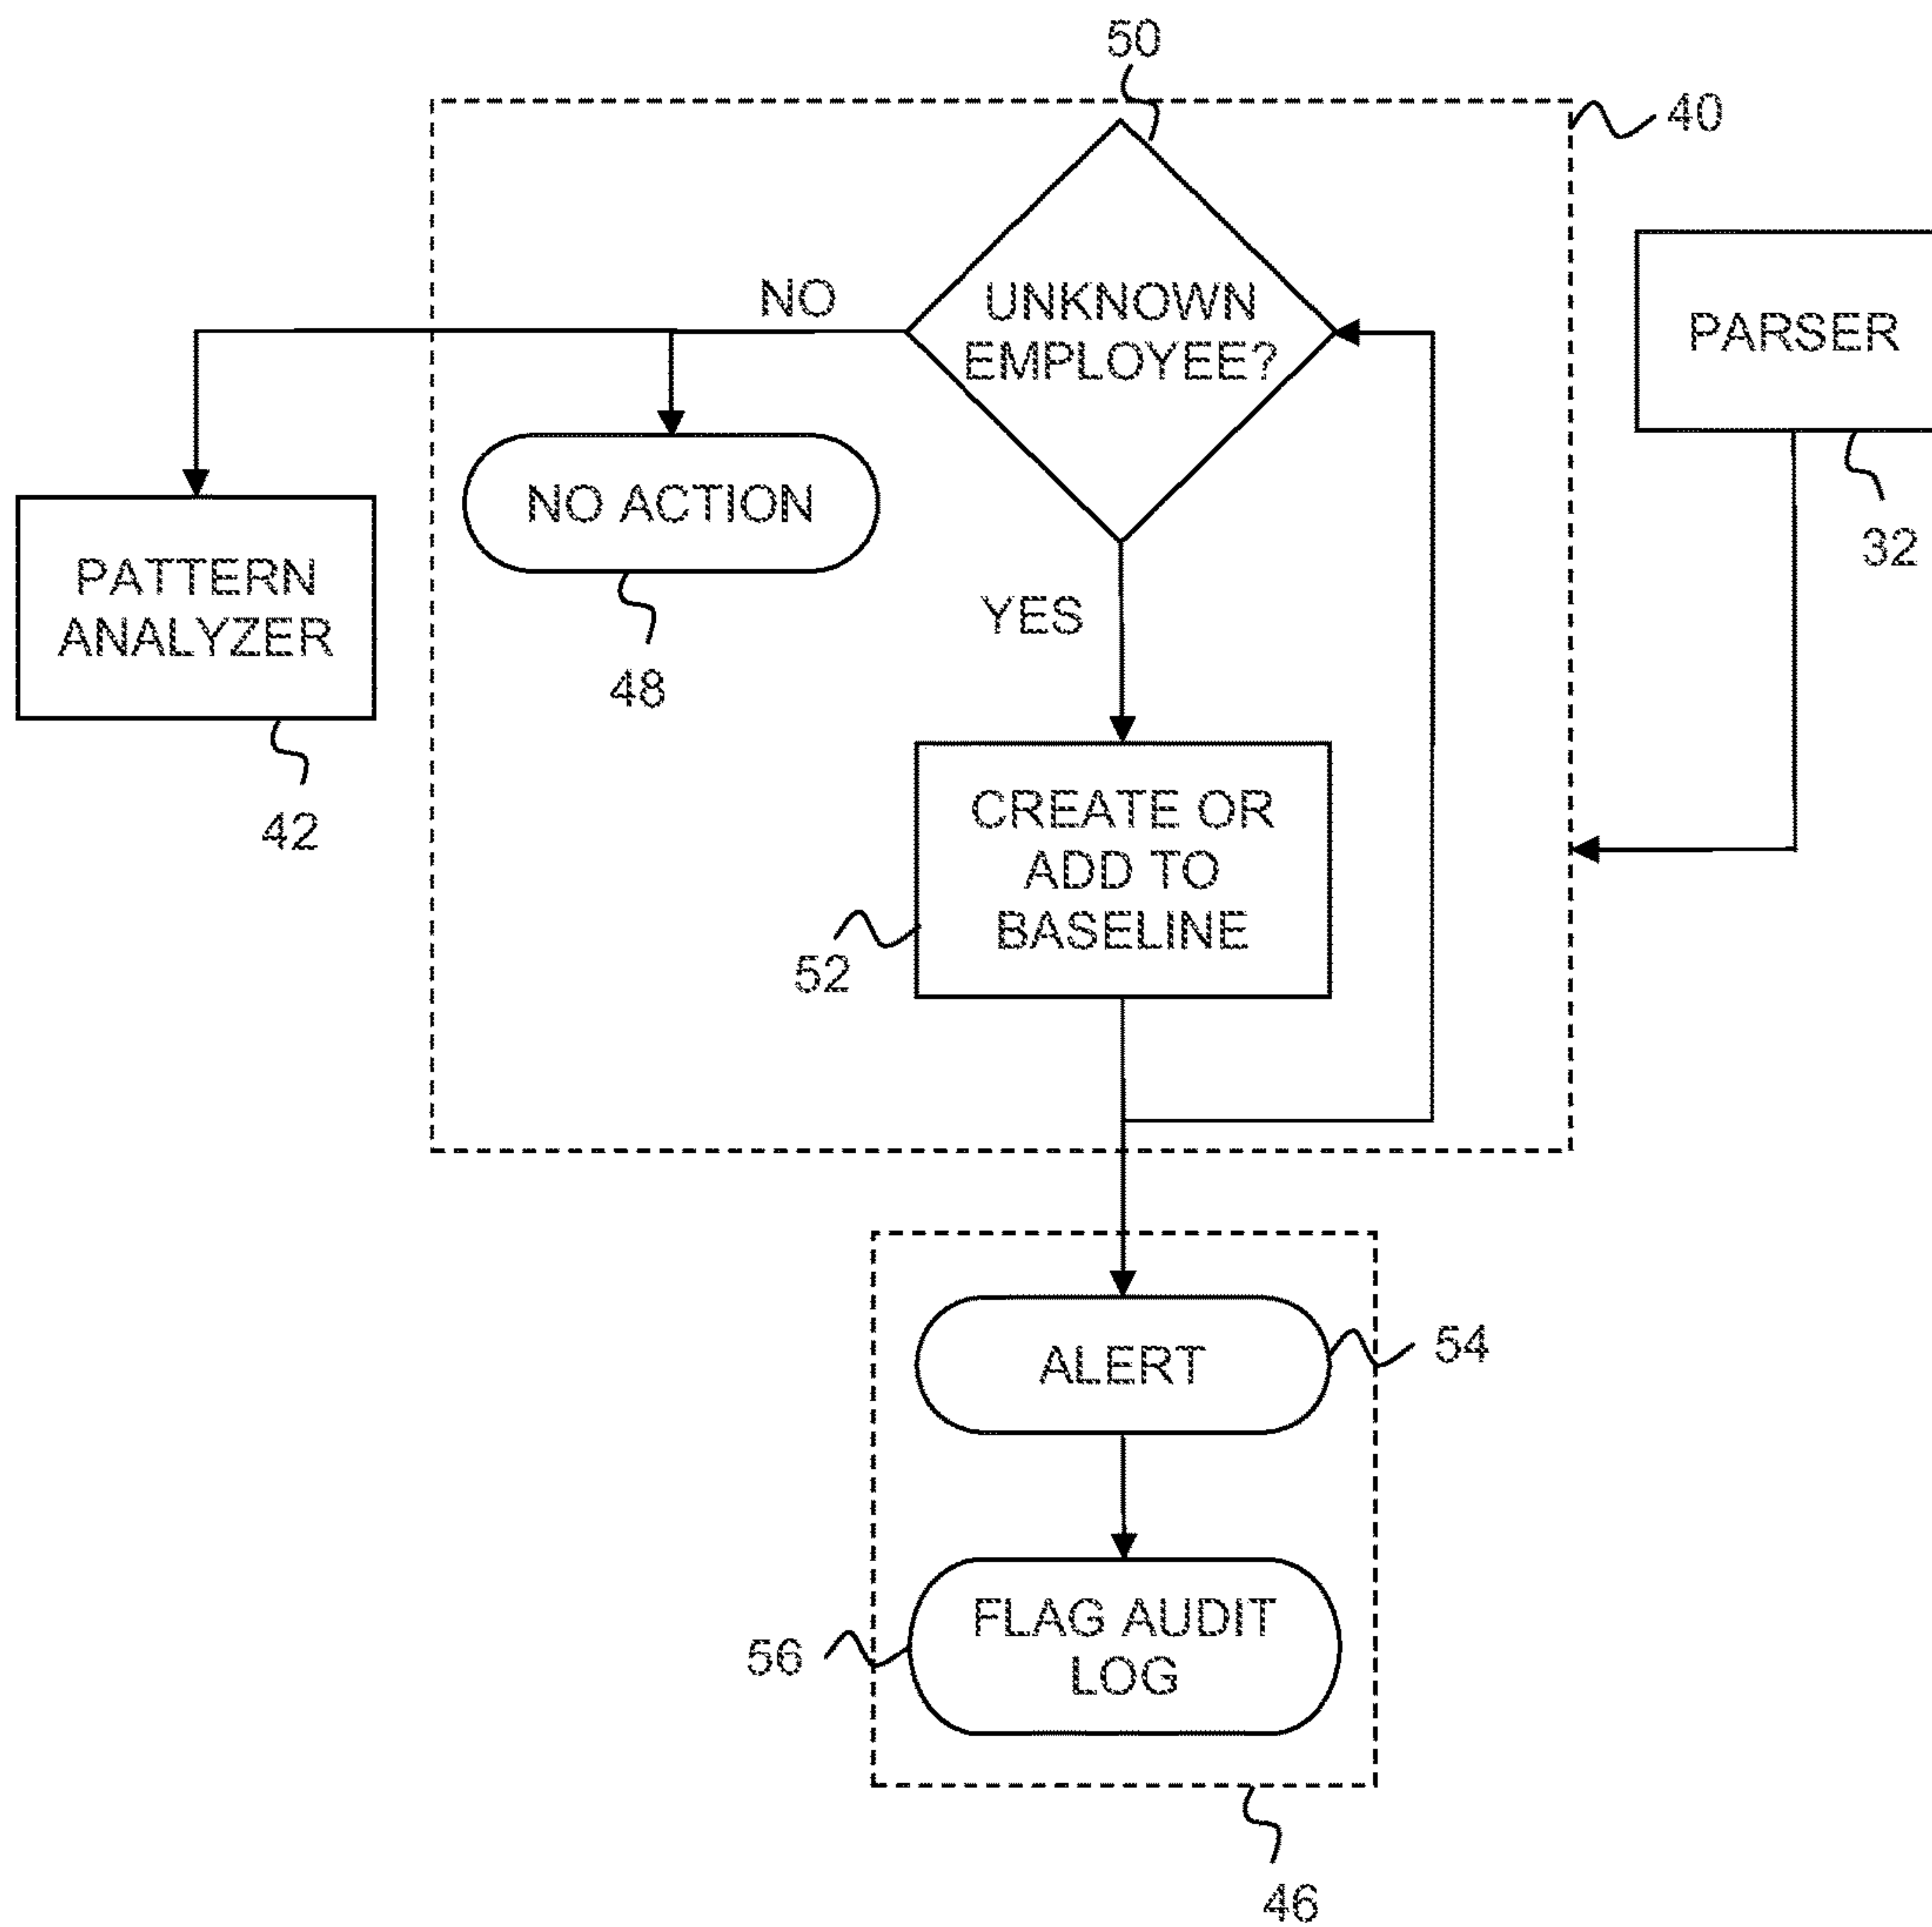 50
40
UNKNOWN
EMPLOYEE?
NO
PARSER
32
NO ACTION
48
PATTERN
ANALYZER
42
YES
CREATE OR
ADD TO
BASELINE
52
ALERT
54
FLAG AUDIT
LOG
56
46